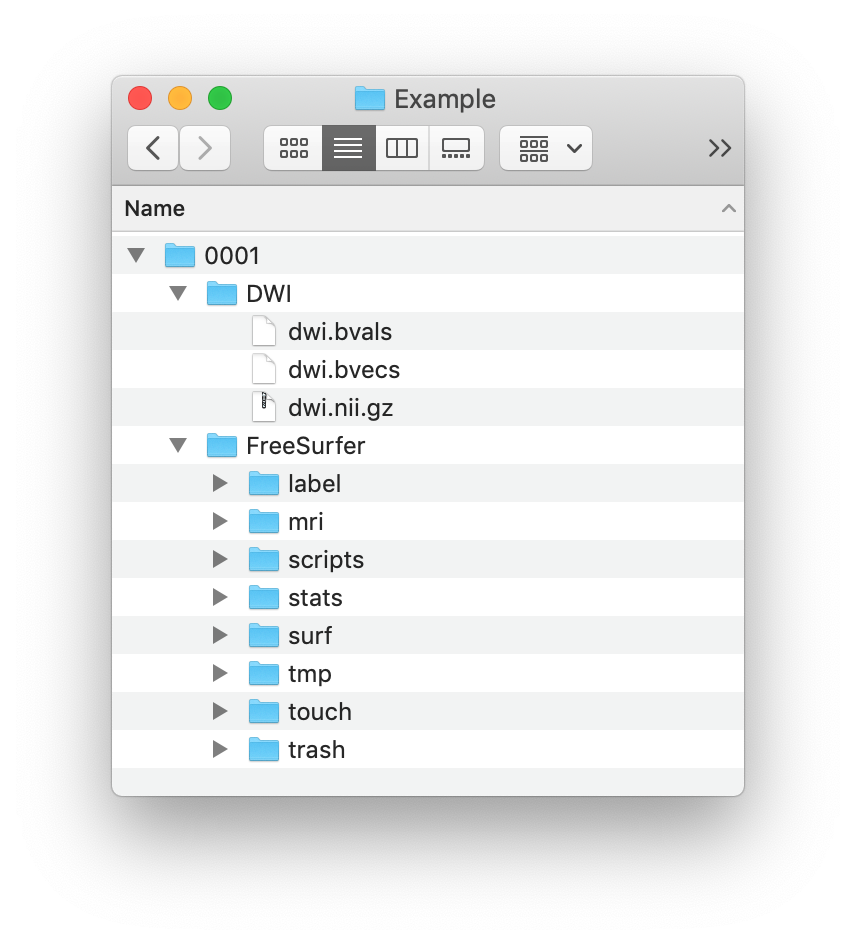 Example
Name
0001
DWI
dwi.bvals
dwi.bvecs
dwi.nii.gz
FreeSurfer
label
mri
scripts
stats
surf
tmp
touch
trash